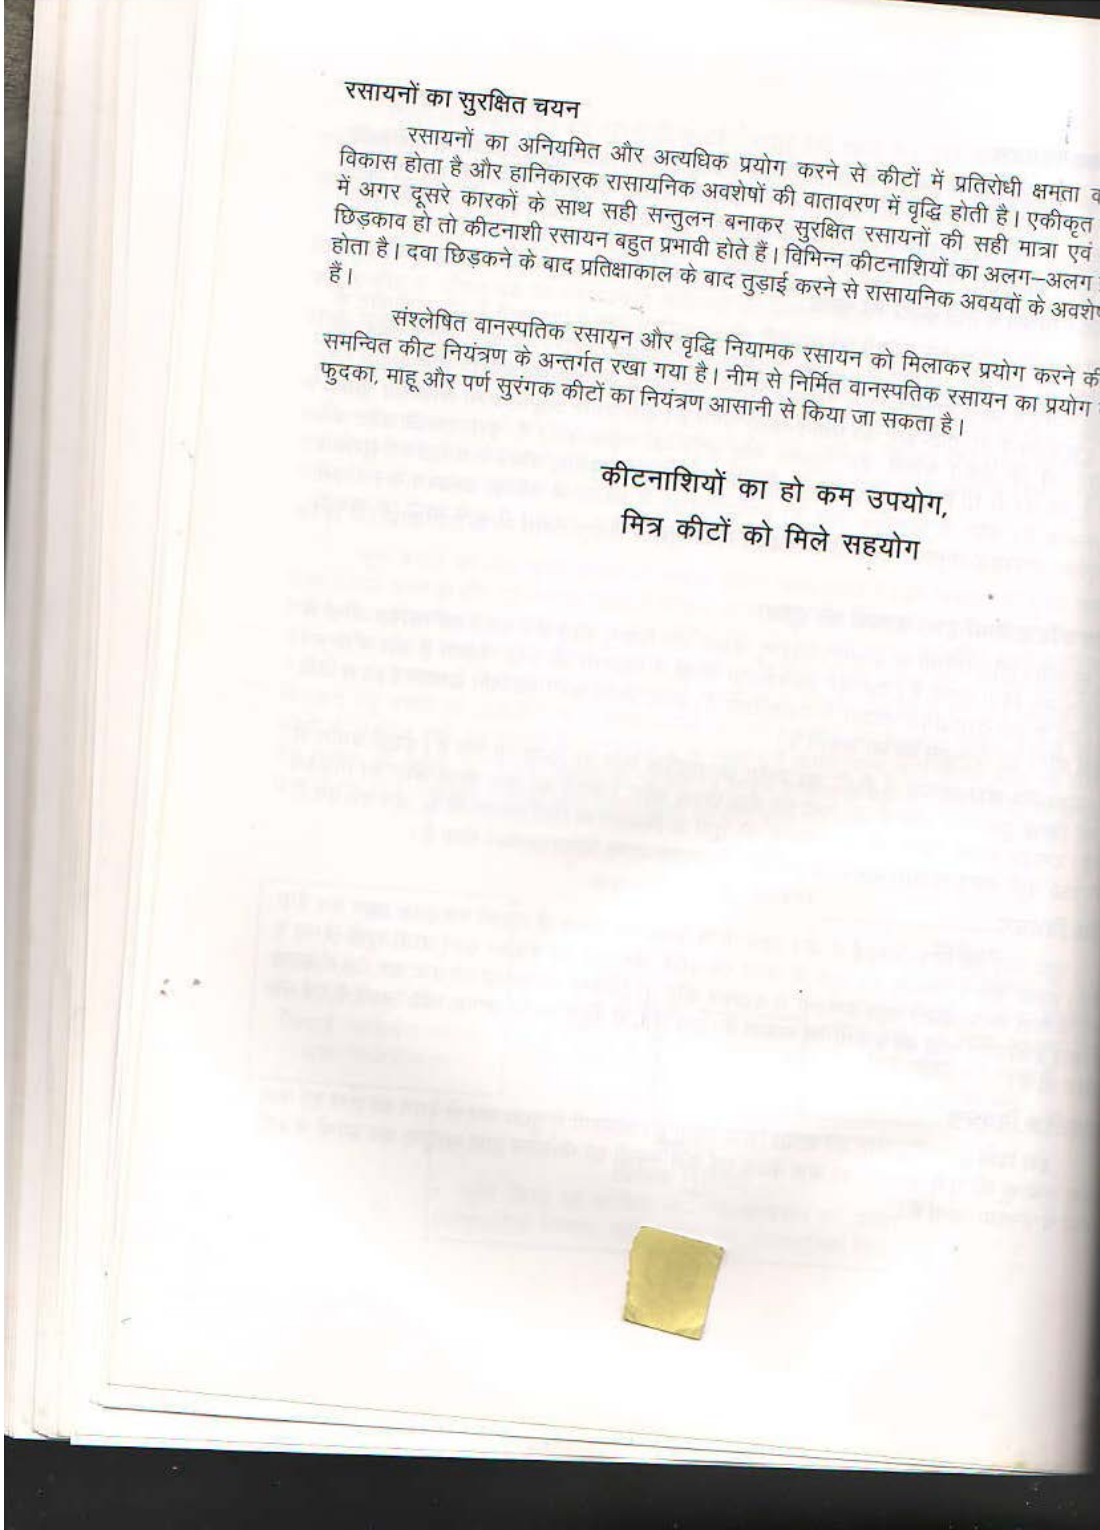 रसायनों का सुरक्षित चयन
रसायनों का अनियमित और अत्यधिक प्रयोग करने से कीटों में प्रतिरोधी क्षमता
विकास होता है और हानिकारक रासायनिक अवशेषों की वातावरण में वृद्धि होती है। एकीकृत
में अगर दूसरे कारकों के साथ सही सन्तुलन बनाकर सुरक्षित रसायनों की सही मात्रा एवं
छिड़काव हो तो कीटनाशी रसायन बहुत प्रभावी होते हैं। विभिन्न कीटनाशियों का अलग–अलग
होता है। दवा छिड़कने के बाद प्रतिक्षाकाल के बाद तुड़ाई करने से रासायनिक अवयवों के
हैं।
संश्लेषित वानस्पतिक रसायन और वृद्धि नियामक रसायन को मिलाकर प्रयोग करने
समन्वित कीट नियंत्रण के अन्तर्गत रखा गया है। नीम से निर्मित वानस्पतिक रसायन का प्रयोग
फुदका, माहू और पर्ण सुरंगक कीटों का नियंत्रण आसानी से किया जा सकता है।
कीटनाशियों का हो कम उपयोग,
मित्र कीटों को मिले सहयोग